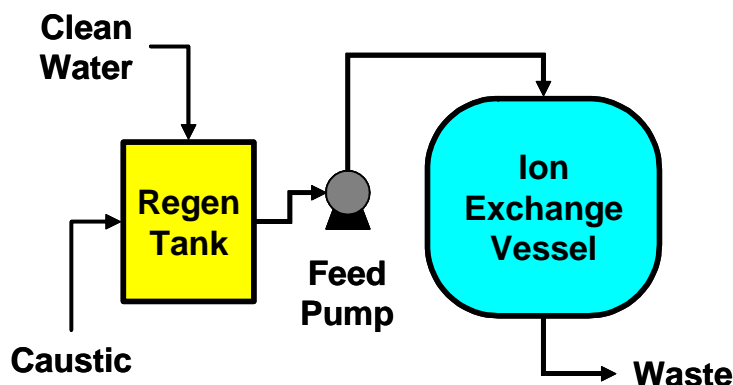 Clean
Water
Regen
Tank
Ion
Exchange
Vessel
Feed
Pump
Caustic
Waste